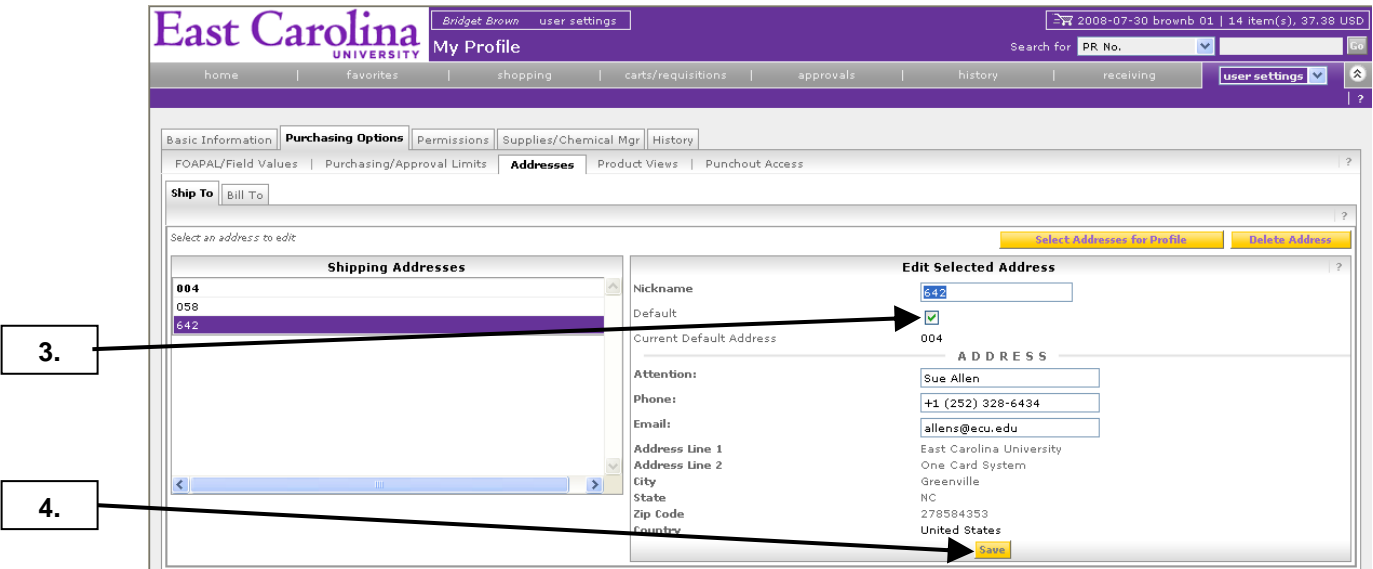 East Carolina
UNIVERSITY
Bridget Brown user settings
2008-07-30 brownb 01 | 14 item(s), 37.38 USD
My Profile
Search for PR No. Go
home | favorites | shopping | carts/requisitions | approvals | history | receiving user settings
?
Basic Information Purchasing Options Permissions Supplies/Chemical Mgr History
FOAPAL/Field Values | Purchasing/Approval Limits Addresses Product Views | Punchout Access ?
Ship To Bill To
?
Select an address to edit Select Addresses for Profile Delete Address
Shipping Addresses
004
058
642
Edit Selected Address ?
Nickname 642
Default
Current Default Address 004
ADDRESS
Attention: Sue Allen
Phone: +1 (252) 328-6434
Email: allens@ecu.edu
Address Line 1 East Carolina University
Address Line 2 One Card System
City Greenville
State NC
Zip Code 278584353
Country United States
Save
3.
4.